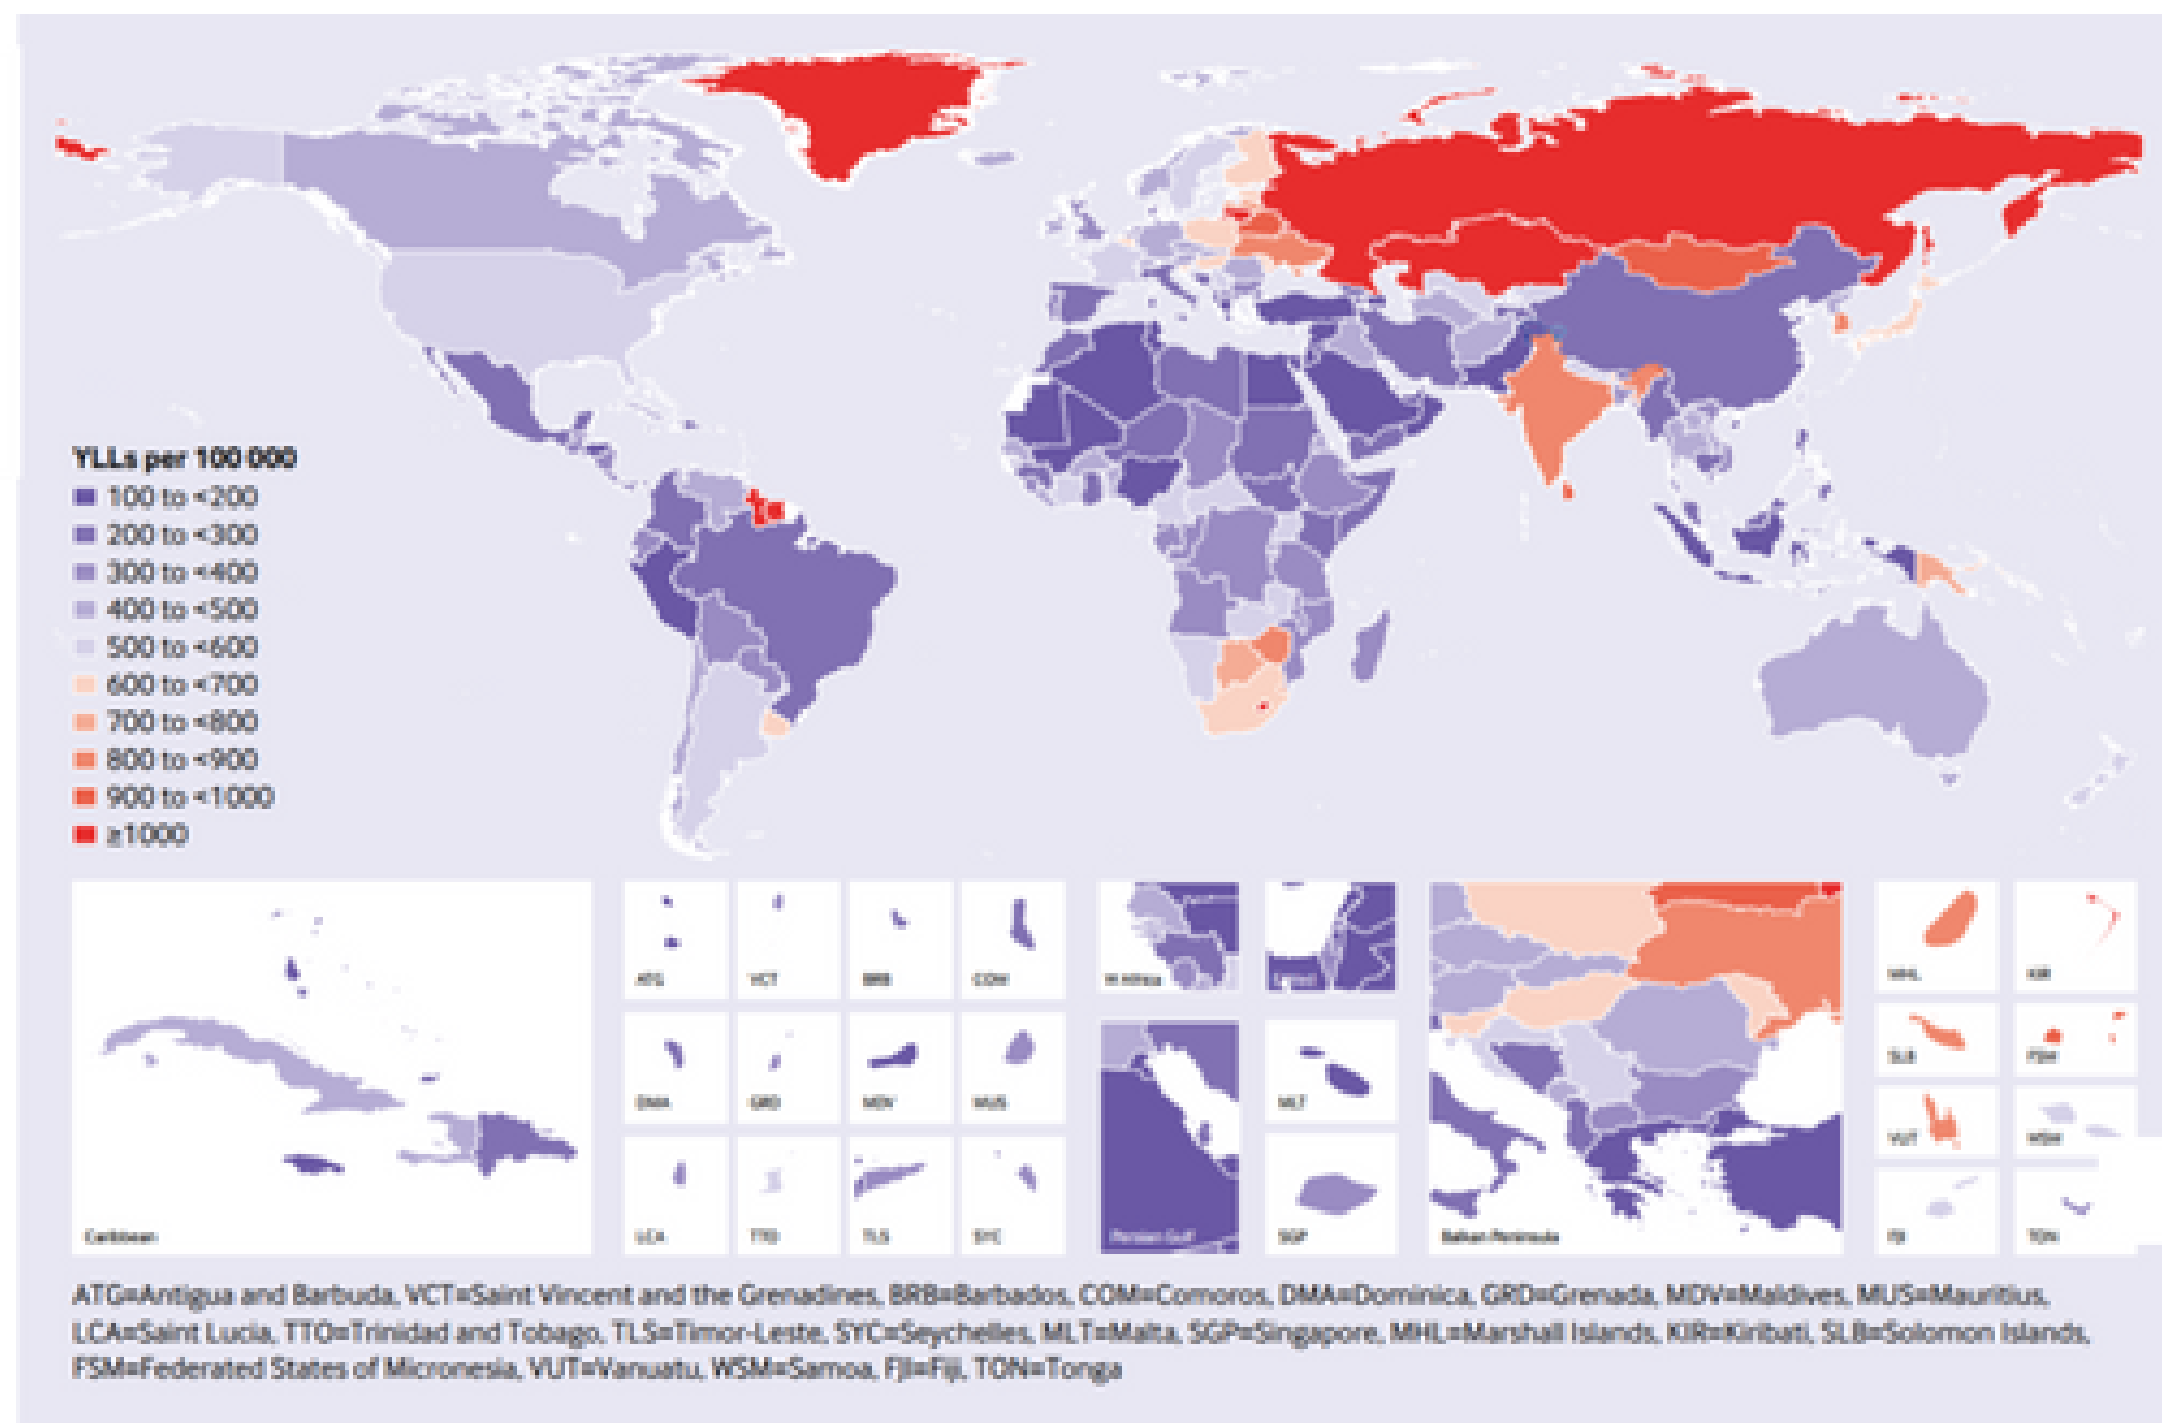 YLLs per 100 000
100 to <200
200 to <300
300 to <400
400 to <500
500 to <600
600 to <700
700 to <800
800 to <900
900 to <1000
≥1000
ATG
VCT
BRB
COM
DMA
GRD
MDV
MUS
LCA
TTO
TLS
SYC
Caribbean
W Africa
Persian Gulf
MLT
SGP
Balkan Peninsula
MHL
KIR
SLB
FSM
VUT
WSM
FJI
TON
ATG=Antigua and Barbuda, VCT=Saint Vincent and the Grenadines, BRB=Barbados, COM=Comoros, DMA=Dominica, GRD=Grenada, MDV=Maldives, MUS=Mauritius,
LCA=Saint Lucia, TTO=Trinidad and Tobago, TLS=Timor-Leste, SYC=Seychelles, MLT=Malta, SGP=Singapore, MHL=Marshall Islands, KIR=Kiribati, SLB=Solomon Islands,
FSM=Federated States of Micronesia, VUT=Vanuatu, WSM=Samoa, FJI=Fiji, TON=Tonga